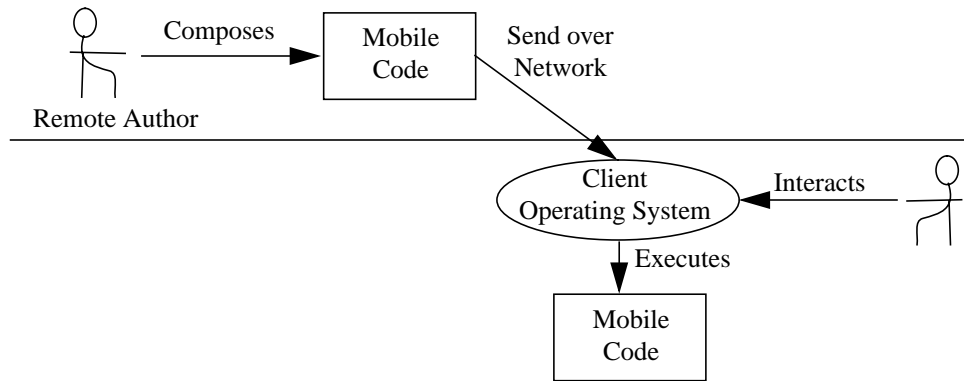 Composes
Mobile
Code
Send over
Network
Remote Author
Client
Operating System
Interacts
Executes
Mobile
Code